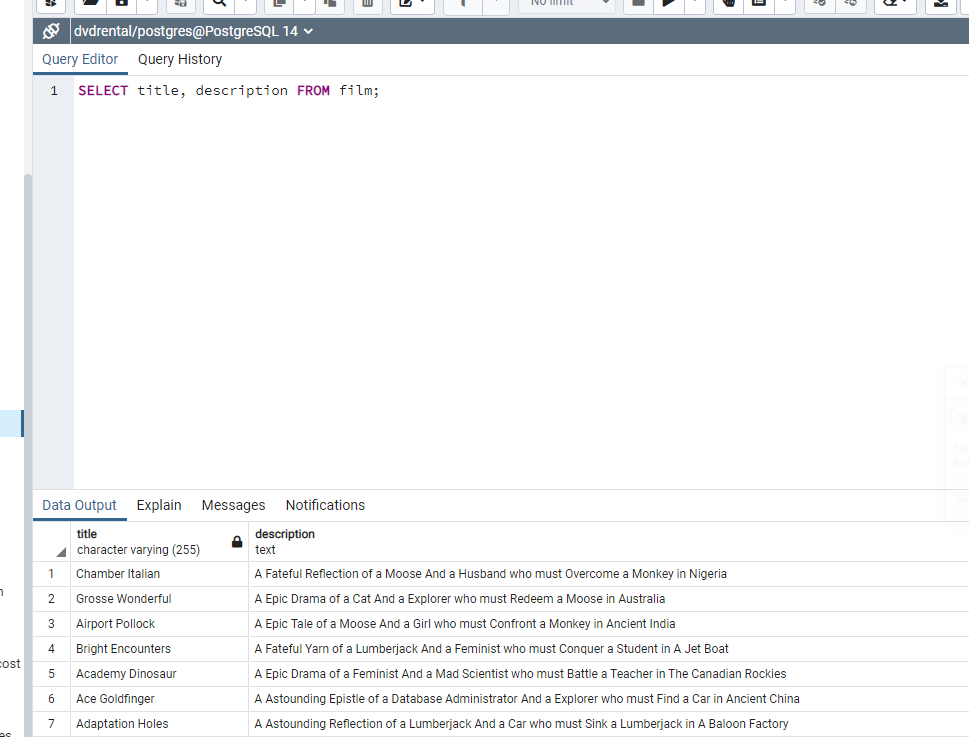 No limit
dvdrental/postgres@PostgreSQL 14
Query Editor Query History
1 SELECT title, description FROM film;
Data Output Explain Messages Notifications
title description
character varying (255) text
1 Chamber Italian A Fateful Reflection of a Moose And a Husband who must Overcome a Monkey in Nigeria
2 Grosse Wonderful A Epic Drama of a Cat And a Explorer who must Redeem a Moose in Australia
3 Airport Pollock A Epic Tale of a Moose And a Girl who must Confront a Monkey in Ancient India
4 Bright Encounters A Fateful Yarn of a Lumberjack And a Feminist who must Conquer a Student in A Jet Boat
5 Academy Dinosaur A Epic Drama of a Feminist And a Mad Scientist who must Battle a Teacher in The Canadian Rockies
cost
6 Ace Goldfinger A Astounding Epistle of a Database Administrator And a Explorer who must Find a Car in Ancient China
7 Adaptation Holes A Astounding Reflection of a Lumberjack And a Car who must Sink a Lumberjack in A Baloon Factory